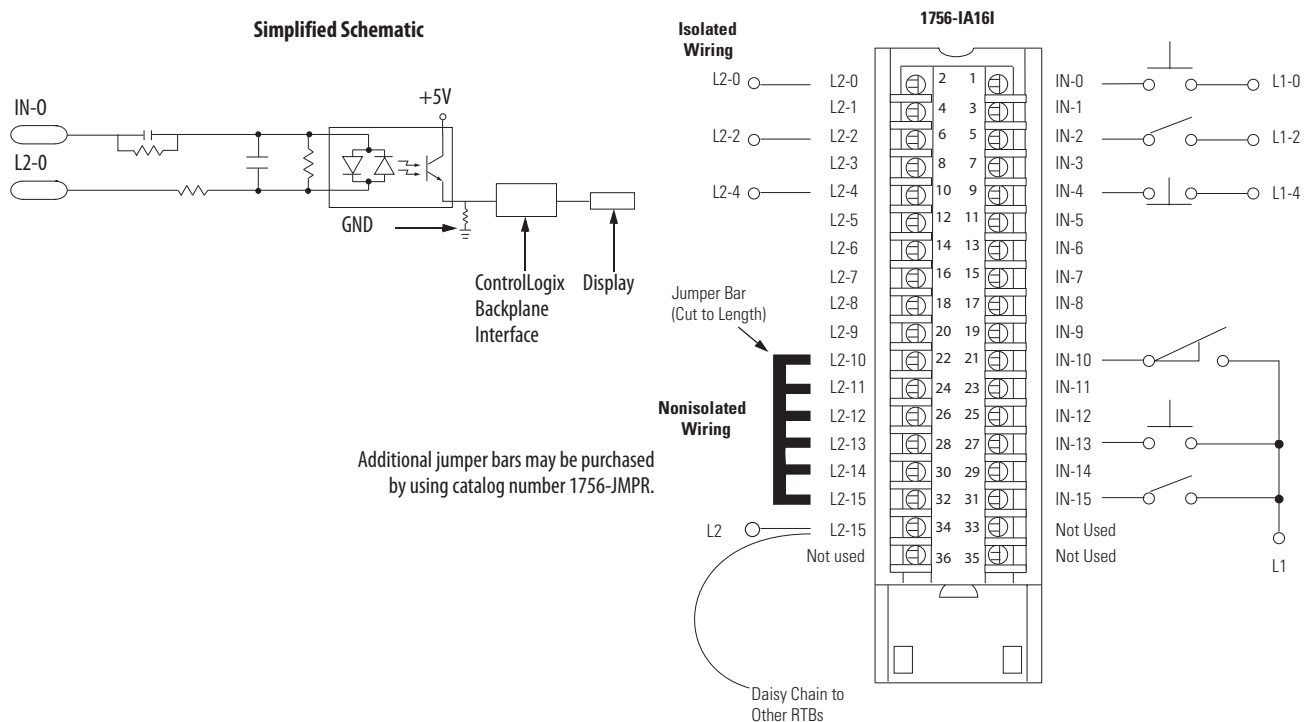 Simplified Schematic
IN-0
L2-0
+5V
GND
ControlLogix
Backplane
Interface
Display
Additional jumper bars may be purchased
by using catalog number 1756-JMPR.
1756-IA16I
Isolated
Wiring
L2-0 L2-0 2 1 IN-0 L1-0
L2-1 4 3 IN-1
L2-2 L2-2 6 5 IN-2 L1-2
L2-3 8 7 IN-3
L2-4 L2-4 10 9 IN-4 L1-4
L2-5 12 11 IN-5
L2-6 14 13 IN-6
L2-7 16 15 IN-7
Jumper Bar
(Cut to Length)
L2-8 18 17 IN-8
L2-9 20 19 IN-9
L2-10 22 21 IN-10
L2-11 24 23 IN-11
Nonisolated
Wiring
L2-12 26 25 IN-12
L2-13 28 27 IN-13
L2-14 30 29 IN-14
L2-15 32 31 IN-15
L2 L2-15 34 33 Not Used
Not used 36 35 Not Used
L1
Daisy Chain to
Other RTBs